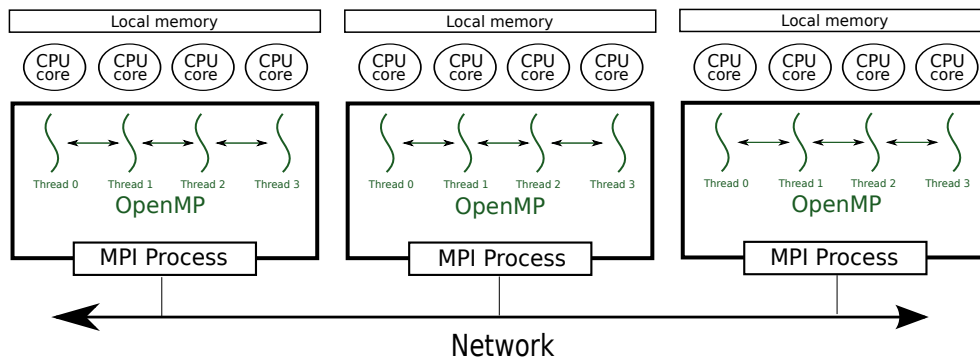 Local memory
CPU core CPU core CPU core CPU core
Thread 0 Thread 1 Thread 2 Thread 3
OpenMP
MPI Process
Local memory
CPU core CPU core CPU core CPU core
Thread 0 Thread 1 Thread 2 Thread 3
OpenMP
MPI Process
Local memory
CPU core CPU core CPU core CPU core
Thread 0 Thread 1 Thread 2 Thread 3
OpenMP
MPI Process
Network